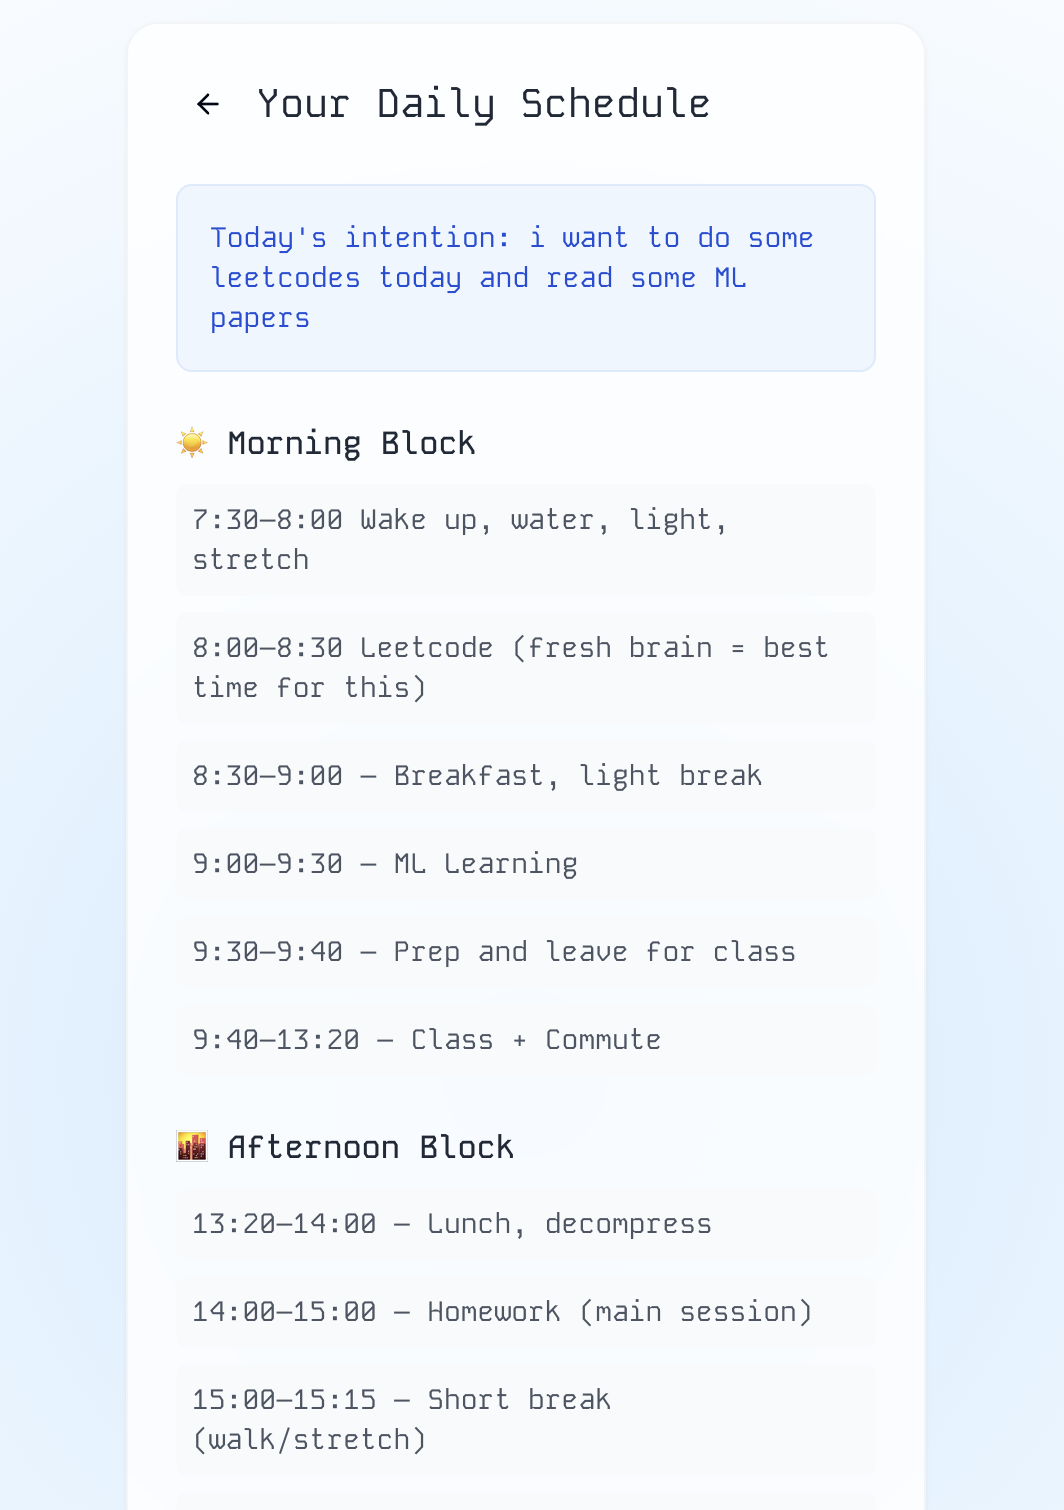 Your Daily Schedule
Today's intention: i want to do some
leetcodes today and read some ML
papers
Morning Block
7:30–8:00 Wake up, water, light,
stretch
8:00–8:30 Leetcode (fresh brain = best
time for this)
8:30–9:00 – Breakfast, light break
9:00–9:30 – ML Learning
9:30–9:40 – Prep and leave for class
9:40–13:20 – Class + Commute
Afternoon Block
13:20–14:00 – Lunch, decompress
14:00–15:00 – Homework (main session)
15:00–15:15 – Short break
(walk/stretch)